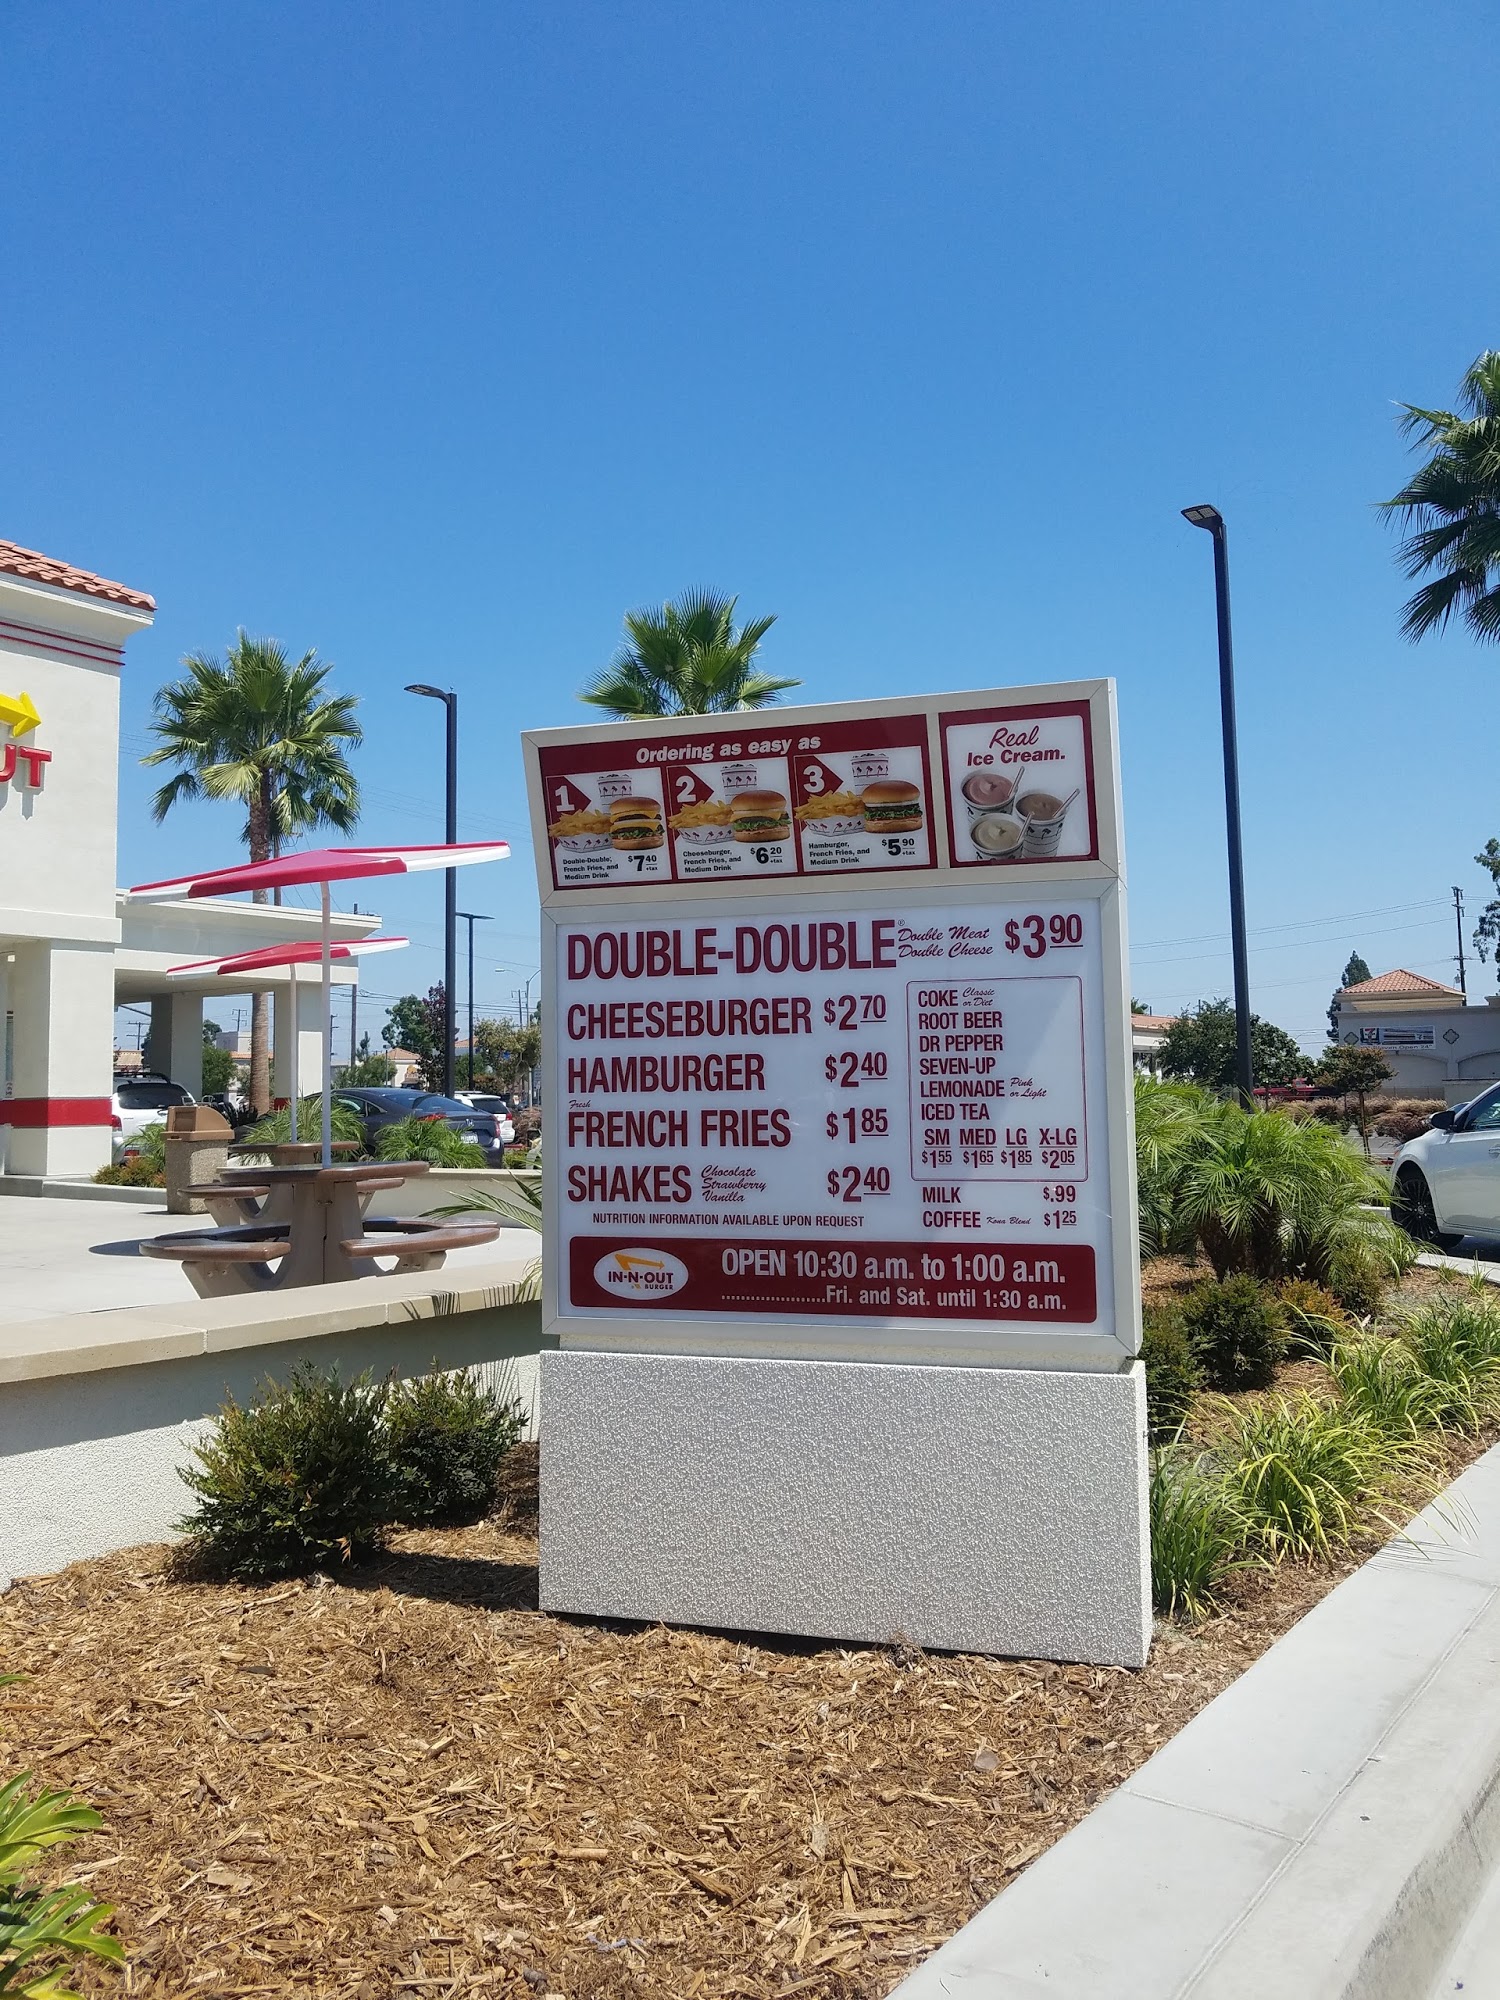 UT
Ordering as easy as
1
Double-Double,
French Fries, and
Medium Drink
$7.40
+tax
2
Cheeseburger,
French Fries, and
Medium Drink
$6.20
+tax
3
Hamburger,
French Fries, and
Medium Drink
$5.90
+tax
Real
Ice Cream.
DOUBLE-DOUBLE® Double Meat Double Cheese $3.90
CHEESEBURGER $2.70
HAMBURGER $2.40
Fresh
FRENCH FRIES $1.85
SHAKES Chocolate Strawberry Vanilla $2.40
NUTRITION INFORMATION AVAILABLE UPON REQUEST
COKE Classic or Diet
ROOT BEER
DR PEPPER
SEVEN-UP
LEMONADE Pink or Light
ICED TEA
SM MED LG X-LG
$1.55 $1.65 $1.85 $2.05
MILK $.99
COFFEE Kona Blend $1.25
IN-N-OUT
BURGER
OPEN 10:30 a.m. to 1:00 a.m.
.....................Fri. and Sat. until 1:30 a.m.